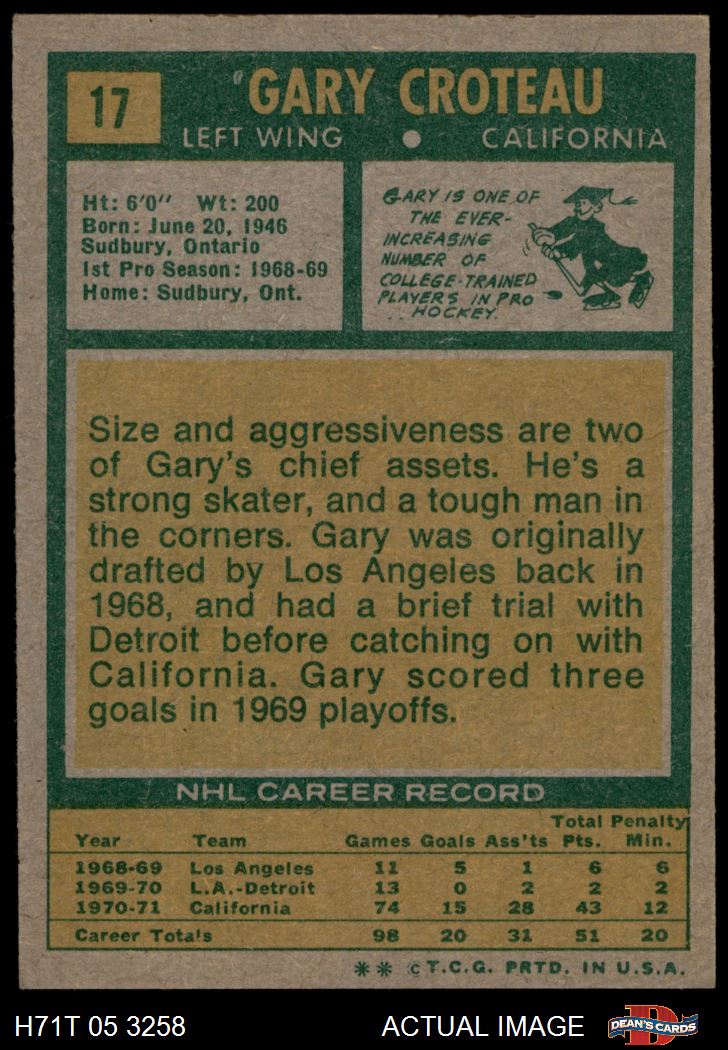 17
GARY CROTEAU
LEFT WING ● CALIFORNIA
Ht: 6'0" Wt: 200
Born: June 20, 1946
Sudbury, Ontario
1st Pro Season: 1968-69
Home: Sudbury, Ont.
GARY IS ONE OF
THE EVER-
INCREASING
NUMBER OF
COLLEGE-TRAINED
PLAYERS IN PRO
HOCKEY.
Size and aggressiveness are two
of Gary's chief assets. He's a
strong skater, and a tough man in
the corners. Gary was originally
drafted by Los Angeles back in
1968, and had a brief trial with
Detroit before catching on with
California. Gary scored three
goals in 1969 playoffs.
NHL CAREER RECORD
Year Team Games Goals Ass'ts Total Pts. Penalty Min.
1968-69 Los Angeles 11 5 1 6 6
1969-70 L.A.-Detroit 13 0 2 2 2
1970-71 California 74 15 28 43 12
Career Totals 98 20 31 51 20
** © T.C.G. PRTD. IN U.S.A.
H71T 05 3258 ACTUAL IMAGE
D
DEAN'S CARDS